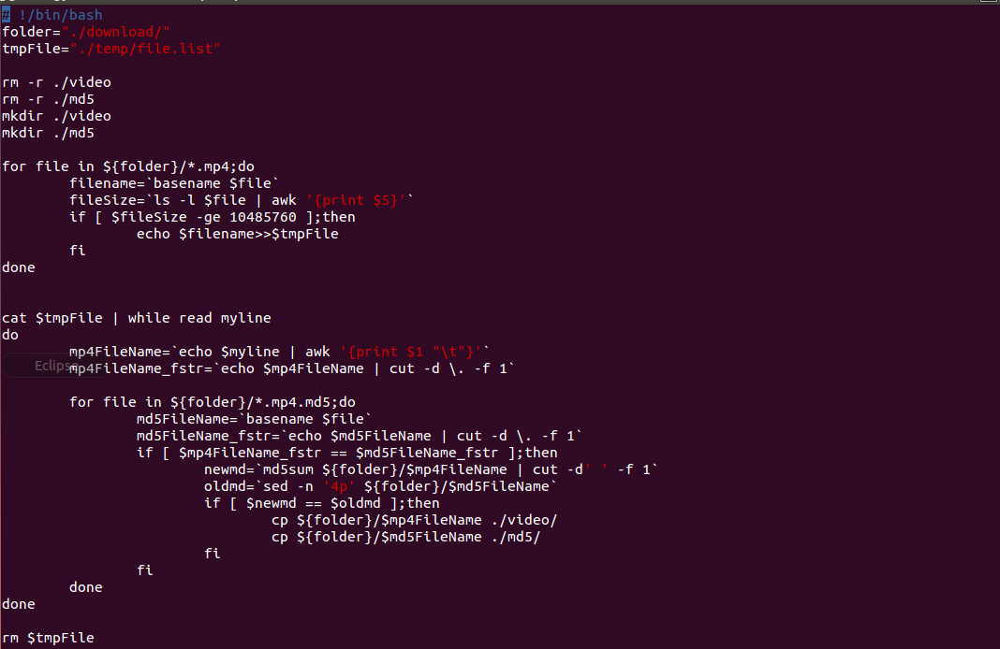 # !/bin/bash
folder="./download/"
tmpFile="./temp/file.list"

rm -r ./video
rm -r ./md5
mkdir ./video
mkdir ./md5

for file in ${folder}/*.mp4;do
        filename=`basename $file`
        fileSize=`ls -l $file | awk '{print $5}'`
        if [ $fileSize -ge 10485760 ];then
                echo $filename>>$tmpFile
        fi
done


cat $tmpFile | while read myline
do
        mp4FileName=`echo $myline | awk '{print $1 "\t"}'`
Eclipse
        mp4FileName_fstr=`echo $mp4FileName | cut -d \. -f 1`

        for file in ${folder}/*.mp4.md5;do
                md5FileName=`basename $file`
                md5FileName_fstr=`echo $md5FileName | cut -d \. -f 1`
                if [ $mp4FileName_fstr == $md5FileName_fstr ];then
                        newmd=`md5sum ${folder}/$mp4FileName | cut -d' ' -f 1`
                        oldmd=`sed -n '4p' ${folder}/$md5FileName`
                        if [ $newmd == $oldmd ];then
                                cp ${folder}/$mp4FileName ./video/
                                cp ${folder}/$md5FileName ./md5/
                        fi
                fi
        done
done

rm $tmpFile